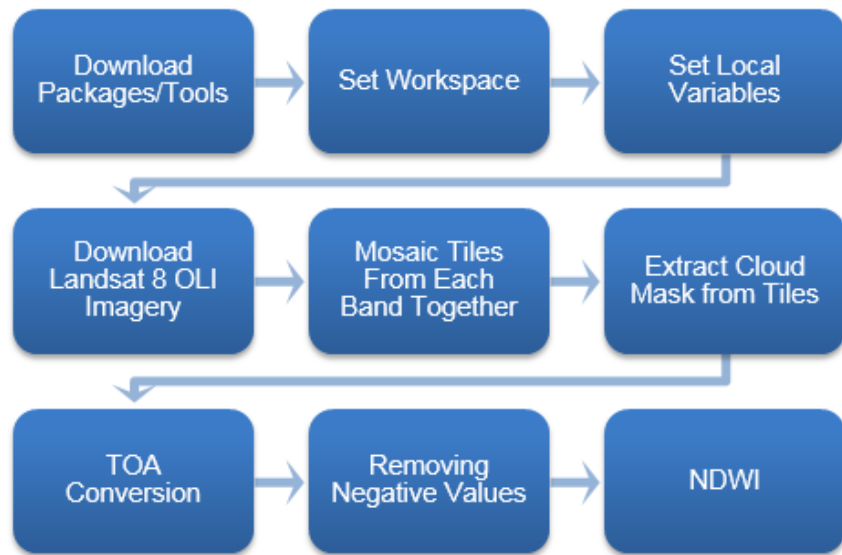 Download
Packages/Tools
Set Workspace
Set Local
Variables
Download
Landsat 8 OLI
Imagery
Mosaic Tiles
From Each
Band Together
Extract Cloud
Mask from Tiles
TOA
Conversion
Removing
Negative Values
NDWI